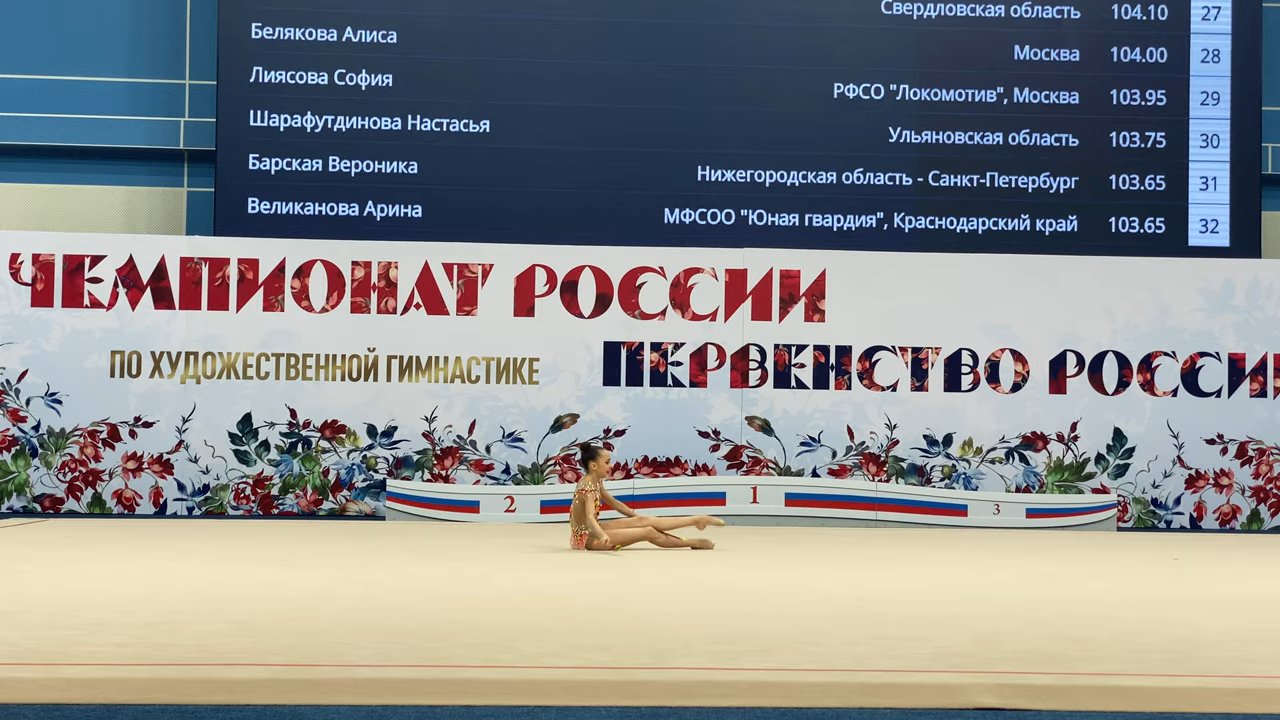 Свердловская область 104.10 27
Белякова Алиса Москва 104.00 28
Лиясова София РФСО "Локомотив", Москва 103.95 29
Шарафутдинова Настасья Ульяновская область 103.75 30
Барская Вероника Нижегородская область - Санкт-Петербург 103.65 31
Великанова Арина МФСОО "Юная гвардия", Краснодарский край 103.65 32
ЧЕМПИОНАТ РОССИИ
ПО ХУДОЖЕСТВЕННОЙ ГИМНАСТИКЕ
ПЕРВЕНСТВО РОССИИ
2 1 3